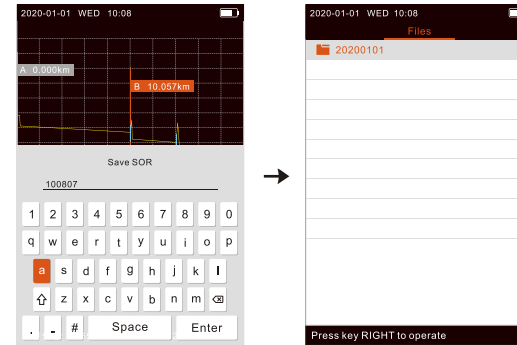 2020-01-01 WED 10:08
A 0.000km
B 10.057km
Save SOR
100807
1 2 3 4 5 6 7 8 9 0
q w e r t y u i o p
a s d f g h j k l
z x c v b n m
. - # Space Enter
2020-01-01 WED 10:08
Files
20200101
Press key RIGHT to operate